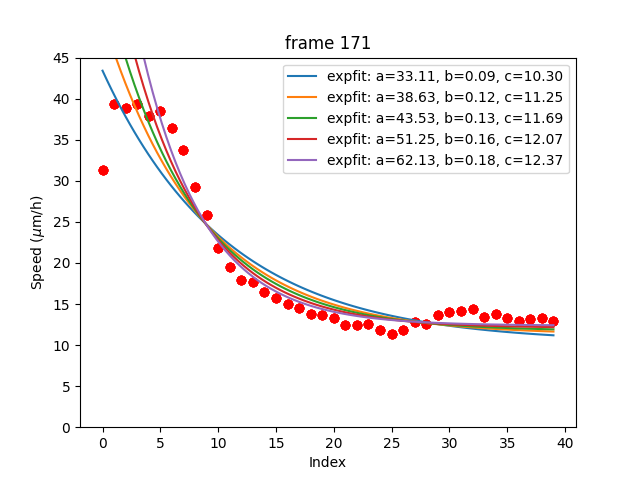 frame 171
expfit: a=33.11, b=0.09, c=10.30
expfit: a=38.63, b=0.12, c=11.25
expfit: a=43.53, b=0.13, c=11.69
expfit: a=51.25, b=0.16, c=12.07
expfit: a=62.13, b=0.18, c=12.37
Speed (μm/h)
45
40
35
30
25
20
15
10
5
0
0 5 10 15 20 25 30 35 40
Index